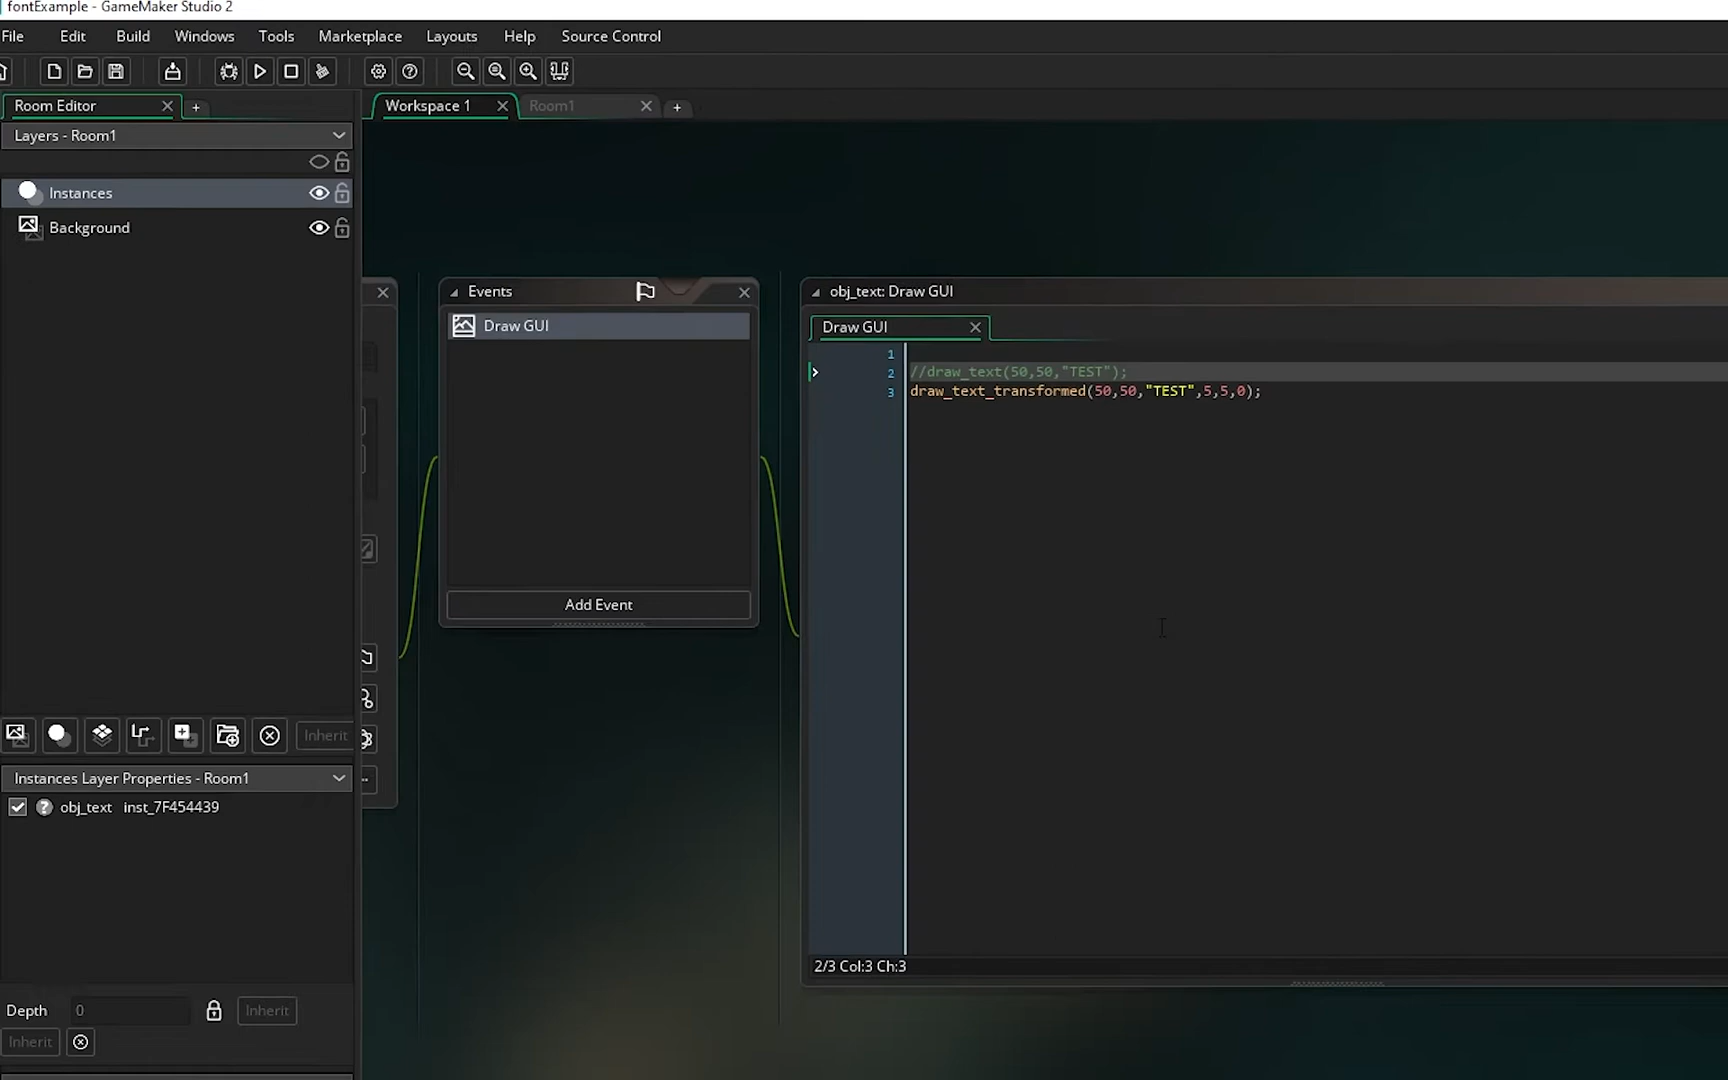 fontExample - GameMaker Studio 2
File Edit Build Windows Tools Marketplace Layouts Help Source Control
Room Editor
Workspace 1
Room1
Layers - Room1
Instances
Background
Events
obj_text: Draw GUI
Draw GUI
Draw GUI
1
2 //draw_text(50,50,"TEST");
3 draw_text_transformed(50,50,"TEST",5,5,0);
Add Event
Inherit
Instances Layer Properties - Room1
obj_text inst_7F454439
2/3 Col:3 Ch:3
Depth 0 Inherit
Inherit